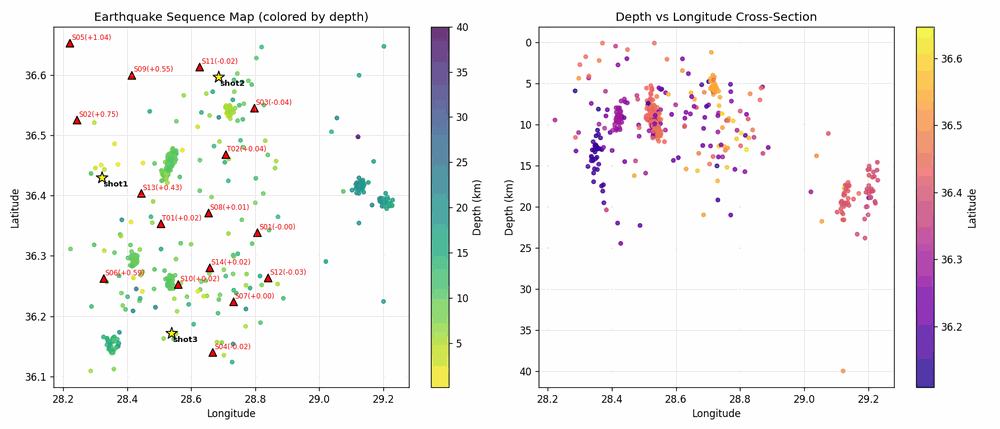 Earthquake Sequence Map (colored by depth)
S05(+1.04)
S09(+0.55)
S11(-0.02)
shot2
S02(+0.75)
S03(-0.04)
T02(+0.04)
shot1
S13(+0.43)
S08(+0.01)
T01(+0.02)
S01(-0.00)
S14(+0.02)
S06(+0.59)
S10(+0.02)
S12(-0.03)
S07(+0.00)
shot3
S04(-0.02)
36.6
36.5
36.4
36.3
36.2
36.1
Latitude
28.2 28.4 28.6 28.8 29.0 29.2
Longitude
40
35
30
25
20
15
10
5
Depth (km)
Depth vs Longitude Cross-Section
0
5
10
15
20
25
30
35
40
Depth (km)
28.2 28.4 28.6 28.8 29.0 29.2
Longitude
36.6
36.5
36.4
36.3
36.2
Latitude